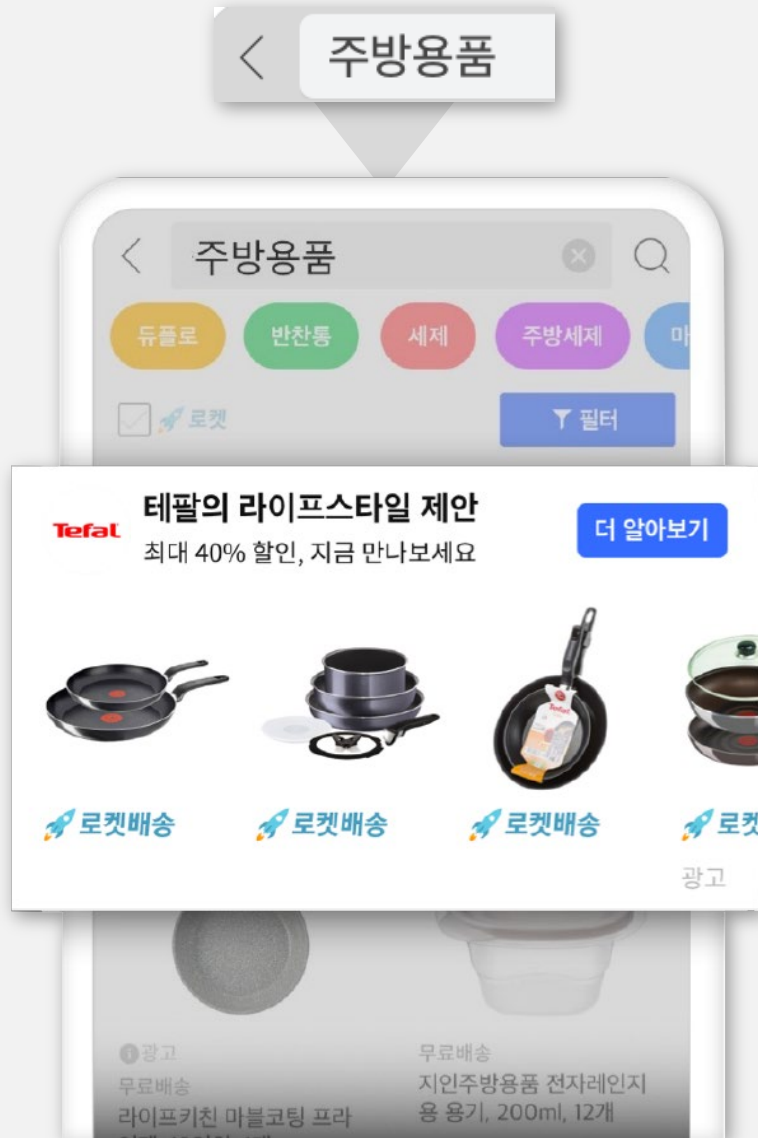 주방용품
주방용품
듀플로 반찬통 세제 주방세제
로켓 필터
테팔의 라이프스타일 제안
Tefal
최대 40% 할인, 지금 만나보세요
더 알아보기
로켓배송 로켓배송 로켓배송 로켓
광고
광고
무료배송
라이프키친 마블코팅 프라
무료배송
지인주방용품 전자레인지
용 용기, 200ml, 12개